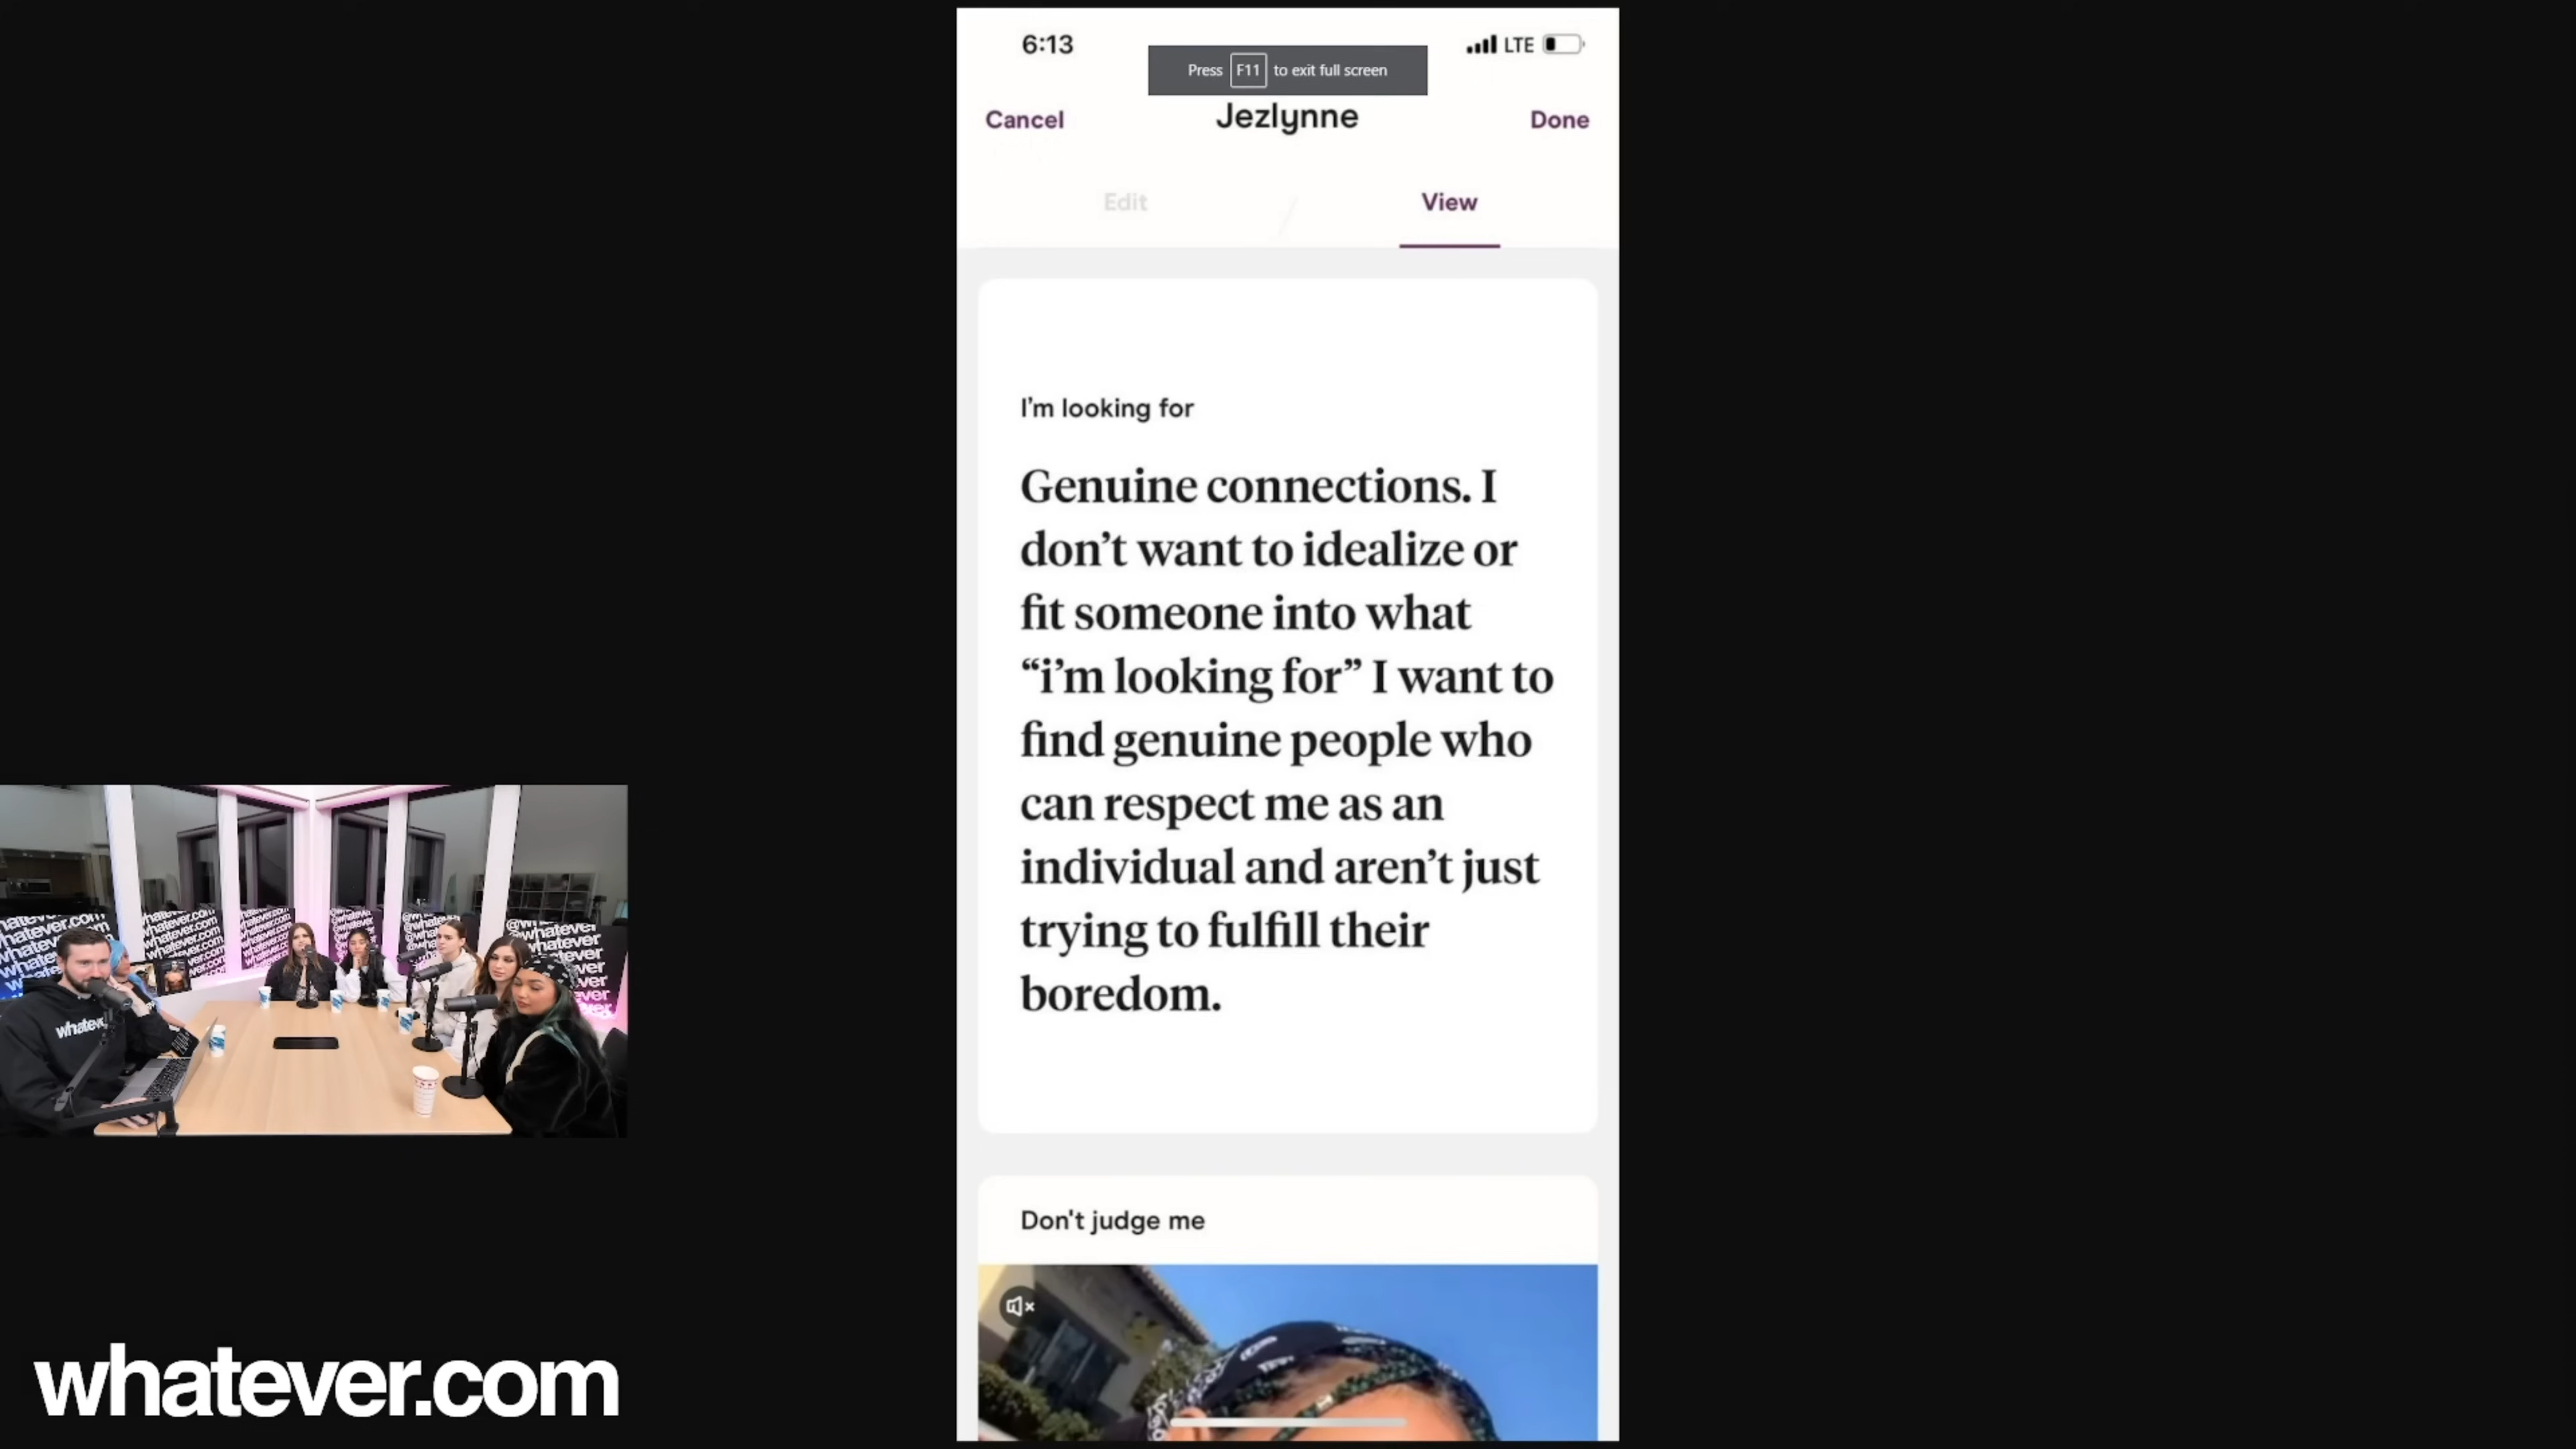 6:13
LTE
Press F11 to exit full screen
Cancel
Jezlynne
Done
Edit
View
I'm looking for
Genuine connections. I
don't want to idealize or
fit someone into what
“i'm looking for” I want to
find genuine people who
can respect me as an
individual and aren't just
trying to fulfill their
boredom.
Don't judge me
whatever.com